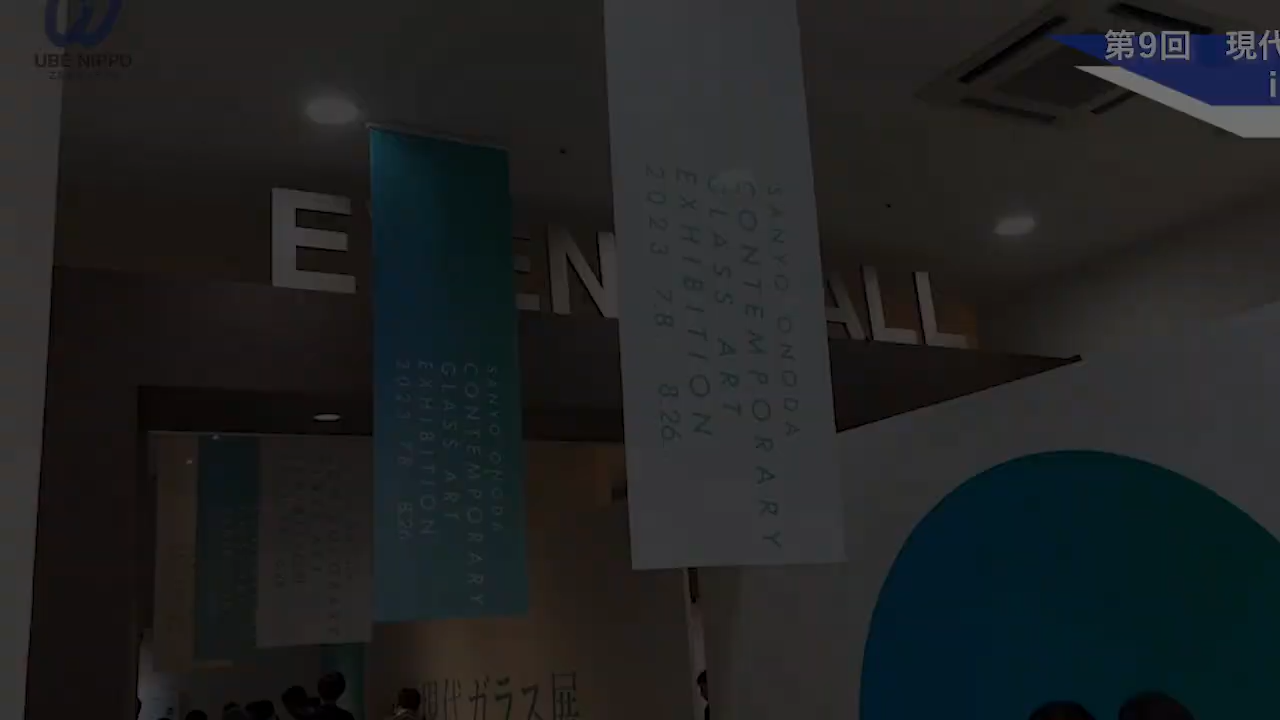 UBE NIPPO
第9回 現代
i
E
EN
ALL
SANYO ONODA
CONTEMPORARY
GLASS ART
EXHIBITION
2023 7.8 8.26
SANYO ONODA
CONTEMPORARY
GLASS ART
EXHIBITION
2023 7.8 8.26
現代ガラス展